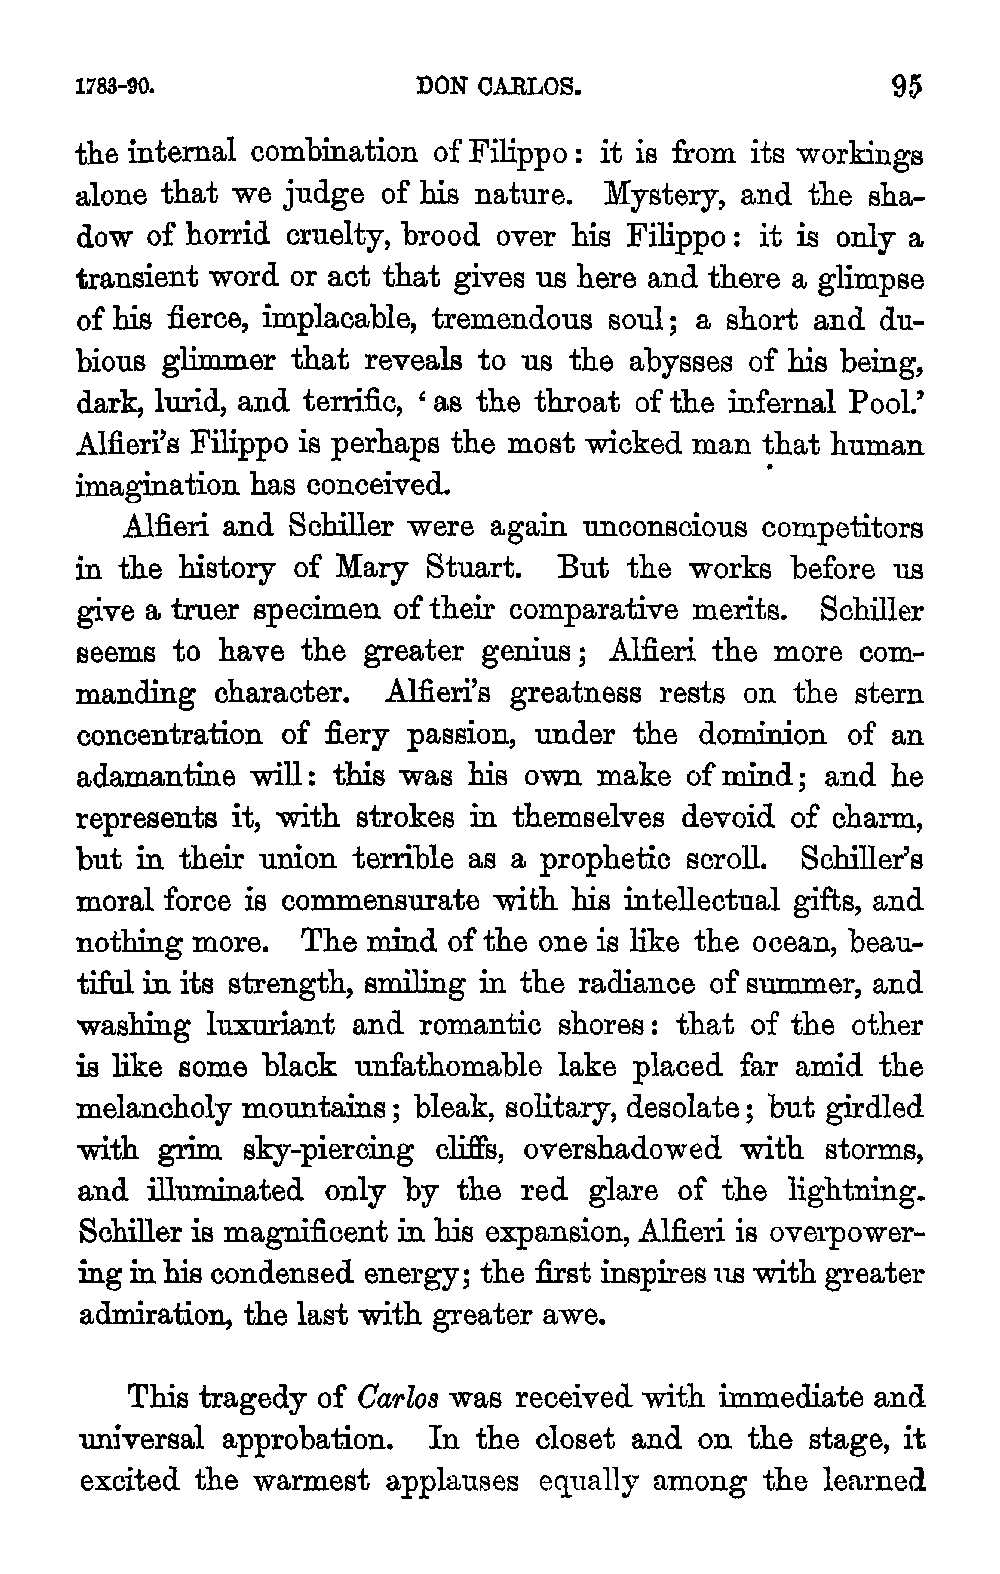 1783-90. DON CARLOS. 95
the internal combination of Filippo: it is from its workings
alone that we judge of his nature. Mystery, and the sha-
dow of horrid cruelty, brood over his Filippo: it is only a
transient word or act that gives us here and there a glimpse
of his fierce, implacable, tremendous soul; a short and du-
bious glimmer that reveals to us the abysses of his being,
dark, lurid, and terrific, ‘as the throat of the infernal Pool.’
Alfieri’s Filippo is perhaps the most wicked man that human
imagination has conceived.
Alfieri and Schiller were again unconscious competitors
in the history of Mary Stuart. But the works before us
give a truer specimen of their comparative merits. Schiller
seems to have the greater genius; Alfieri the more com-
manding character. Alfieri’s greatness rests on the stern
concentration of fiery passion, under the dominion of an
adamantine will: this was his own make of mind; and he
represents it, with strokes in themselves devoid of charm,
but in their union terrible as a prophetic scroll. Schiller’s
moral force is commensurate with his intellectual gifts, and
nothing more. The mind of the one is like the ocean, beau-
tiful in its strength, smiling in the radiance of summer, and
washing luxuriant and romantic shores: that of the other
is like some black unfathomable lake placed far amid the
melancholy mountains; bleak, solitary, desolate; but girdled
with grim sky-piercing cliffs, overshadowed with storms,
and illuminated only by the red glare of the lightning.
Schiller is magnificent in his expansion, Alfieri is overpower-
ing in his condensed energy; the first inspires us with greater
admiration, the last with greater awe.
This tragedy of Carlos was received with immediate and
universal approbation. In the closet and on the stage, it
excited the warmest applauses equally among the learned